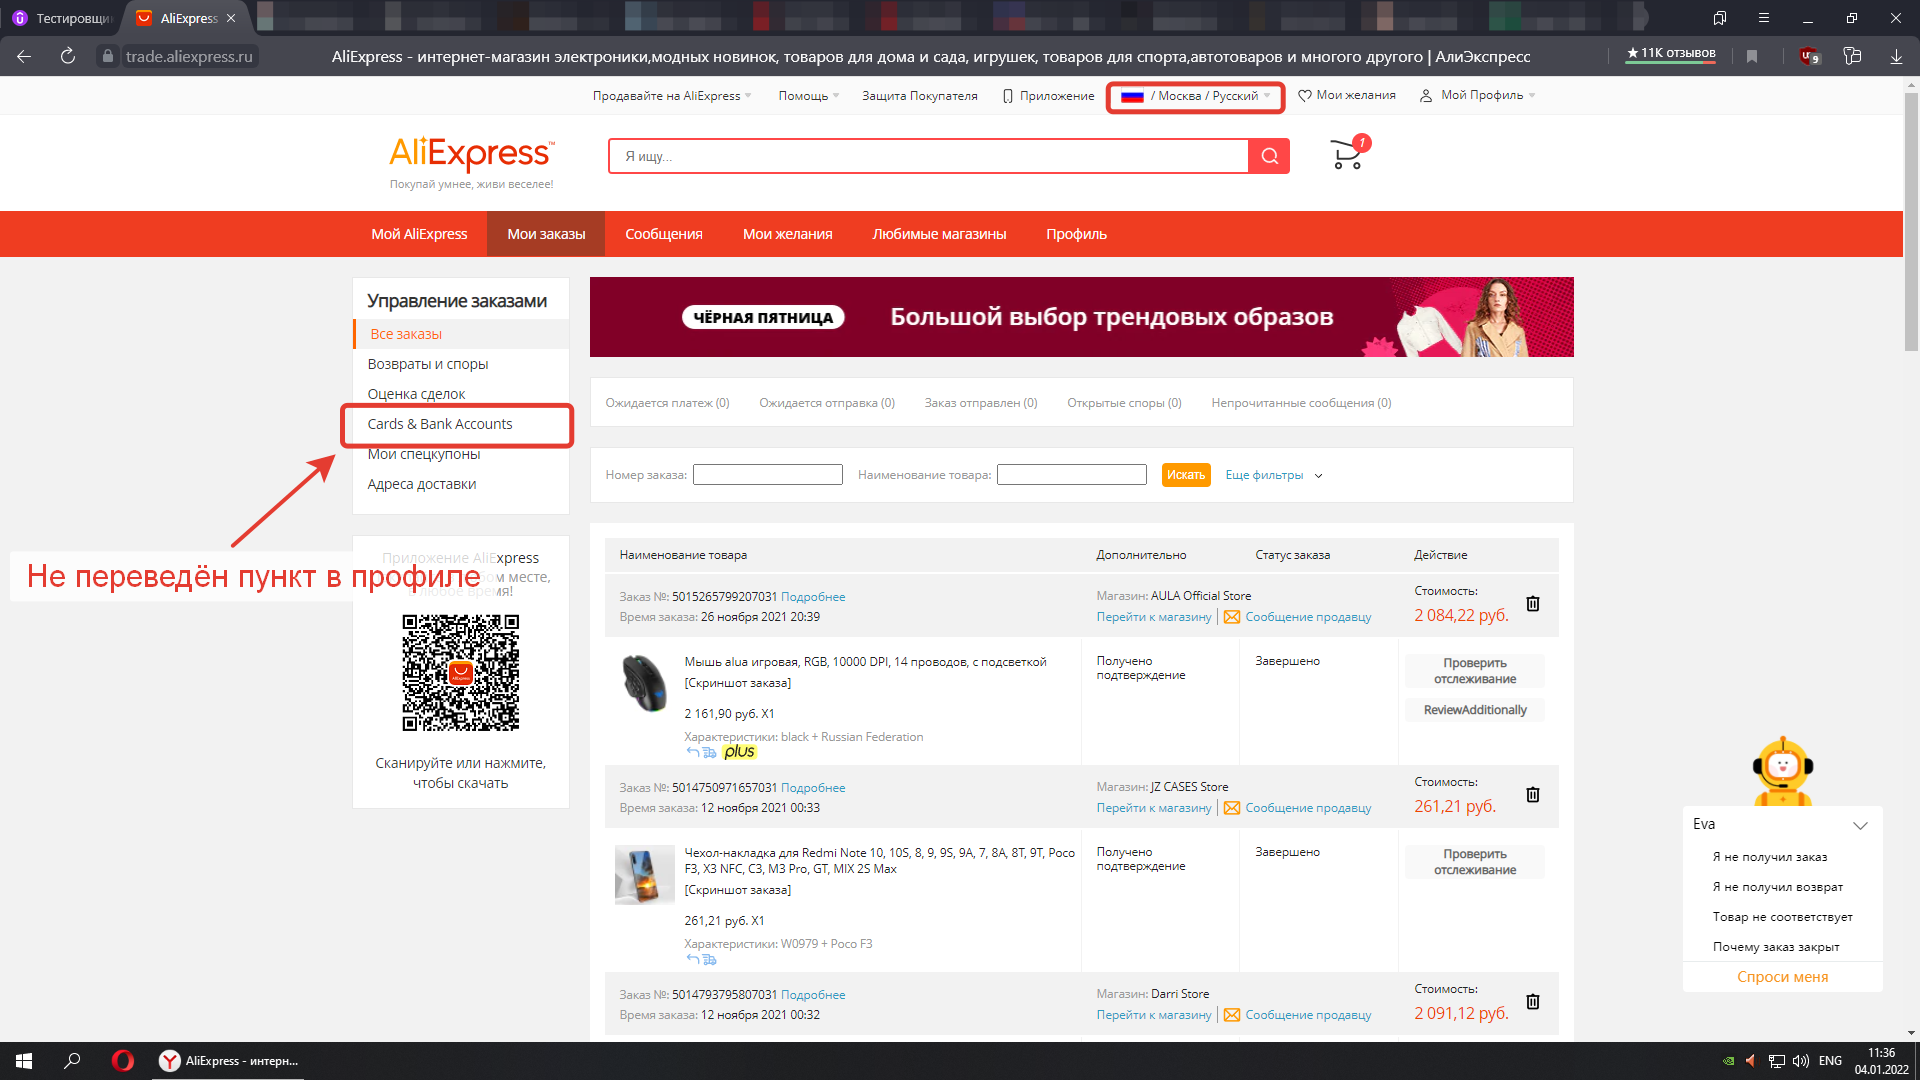 Тестировщи
AliExpress
trade.aliexpress.ru
AliExpress - интернет-магазин электроники,модных новинок, товаров для дома и сада, игрушек, товаров для спорта,автотоваров и многого другого | АлиЭкспресс
★ 11K отзывов
9
Продавайте на AliExpress
Помощь
Защита Покупателя
Приложение
/ Москва / Русский
Мои желания
Мой Профиль
AliExpress™
Покупай умнее, живи веселее!
Я ищу...
1
Мой AliExpress
Мои заказы
Сообщения
Мои желания
Любимые магазины
Профиль
Управление заказами
Все заказы
Возвраты и споры
Оценка сделок
Cards & Bank Accounts
Мои спецкупоны
Адреса доставки
Не переведён пункт в профиле
Приложение AliExpress
месте,
время!
AliExpress
Сканируйте или нажмите,
чтобы скачать
ЧЁРНАЯ ПЯТНИЦА
Большой выбор трендовых образов
Ожидается платеж (0)
Ожидается отправка (0)
Заказ отправлен (0)
Открытые споры (0)
Непрочитанные сообщения (0)
Номер заказа:
Наименование товара:
Искать
Еще фильтры
Наименование товара
Дополнительно
Статус заказа
Действие
Заказ №: 5015265799207031 Подробнее
Время заказа: 26 ноября 2021 20:39
Магазин: AULA Official Store
Перейти к магазину
Сообщение продавцу
Стоимость:
2 084,22 руб.
Мышь alua игровая, RGB, 10000 DPI, 14 проводов, с подсветкой
[Скриншот заказа]
2 161,90 руб. X1
Характеристики: black + Russian Federation
plus
Получено
подтверждение
Завершено
Проверить
отслеживание
ReviewAdditionally
Заказ №: 5014750971657031 Подробнее
Время заказа: 12 ноября 2021 00:33
Магазин: JZ CASES Store
Перейти к магазину
Сообщение продавцу
Стоимость:
261,21 руб.
Чехол-накладка для Redmi Note 10, 10S, 8, 9, 9S, 9A, 7, 8A, 8T, 9T, Poco
F3, X3 NFC, C3, M3 Pro, GT, MIX 2S Max
[Скриншот заказа]
261,21 руб. X1
Характеристики: W0979 + Poco F3
Получено
подтверждение
Завершено
Проверить
отслеживание
Заказ №: 5014793795807031 Подробнее
Время заказа: 12 ноября 2021 00:32
Магазин: Darri Store
Перейти к магазину
Сообщение продавцу
Стоимость:
2 091,12 руб.
Eva
Я не получил заказ
Я не получил возврат
Товар не соответствует
Почему заказ закрыт
Спроси меня
AliExpress - интерн...
ENG
11:36
04.01.2022